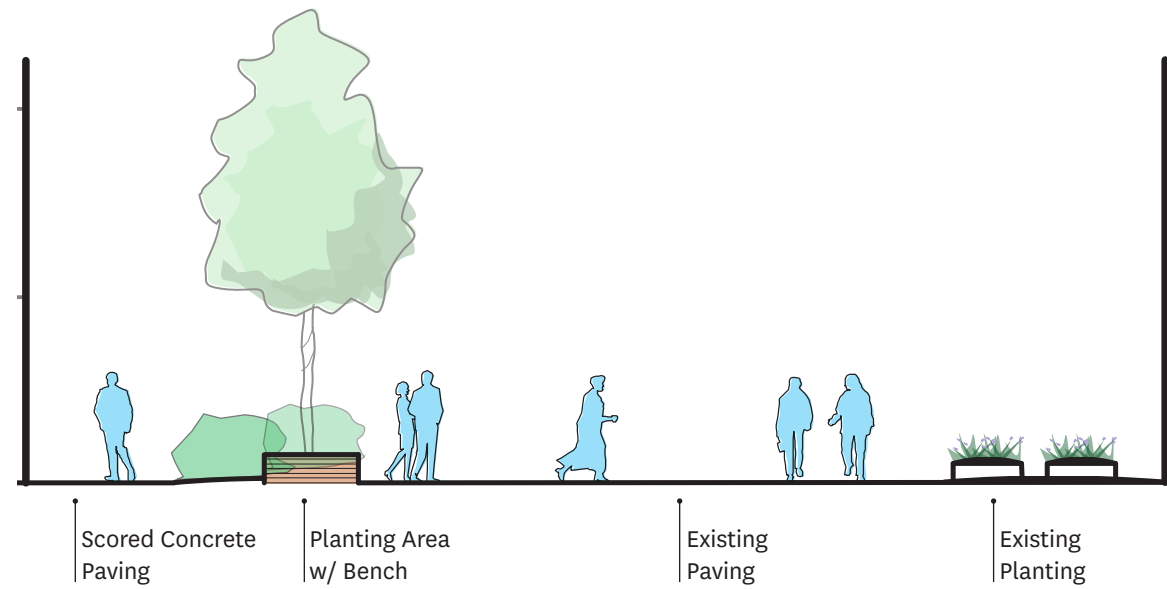 Scored Concrete
Paving
Planting Area
w/ Bench
Existing
Paving
Existing
Planting